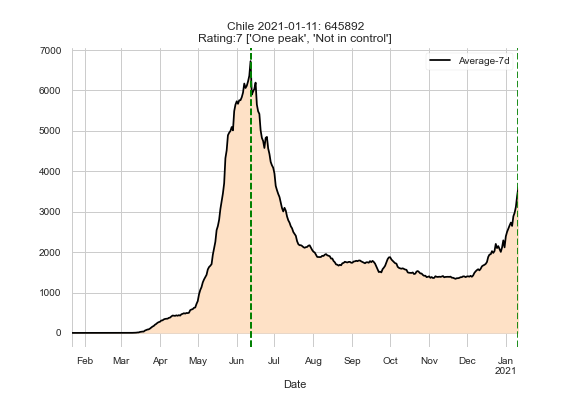 Chile 2021-01-11: 645892
Rating:7 ['One peak', 'Not in control']
Average-7d
7000
6000
5000
4000
3000
2000
1000
0
Feb Mar Apr May Jun Jul Aug Sep Oct Nov Dec Jan
2021
Date